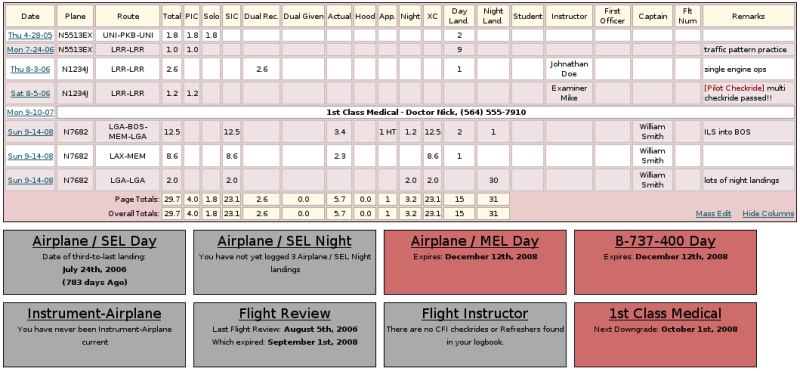 Date Plane Route Total PIC Solo SIC Dual Rec. Dual Given Actual Hood App. Night XC Day Land. Night Land. Student Instructor First Officer Captain Flt Num Remarks
Thu 4-28-05 N5513EX UNI-PKB-UNI 1.8 1.8 1.8 2
Mon 7-24-06 N5513EX LRR-LRR 1.0 1.0 9 traffic pattern practice
Thu 8-3-06 N1234J LRR-LRR 2.6 2.6 1 Johnathan Doe single engine ops
Sat 8-5-06 N1234J LRR-LRR 1.2 1.2 Examiner Mike [Pilot Checkride] multi checkride passed!!
Mon 9-10-07 1st Class Medical - Doctor Nick, (564) 555-7910
Sun 9-14-08 N7682 LGA-BOS-MEM-LGA 12.5 12.5 3.4 1 HT 1.2 12.5 2 1 William Smith ILS into BOS
Sun 9-14-08 N7682 LAX-MEM 8.6 8.6 2.3 8.6 1 William Smith
Sun 9-14-08 N7682 LGA-LGA 2.0 2.0 2.0 2.0 30 William Smith lots of night landings
Page Totals: 29.7 4.0 1.8 23.1 2.6 0.0 5.7 0.0 1 3.2 23.1 15 31
Overall Totals: 29.7 4.0 1.8 23.1 2.6 0.0 5.7 0.0 1 3.2 23.1 15 31 Mass Edit Hide Columns
Airplane / SEL Day
Date of third-to-last landing:
July 24th, 2006
(783 days Ago)
Airplane / SEL Night
You have not yet logged 3 Airplane / SEL Night
landings
Airplane / MEL Day
Expires: December 12th, 2008
B-737-400 Day
Expires: December 12th, 2008
Instrument-Airplane
You have never been Instrument-Airplane
current
Flight Review
Last Flight Review: August 5th, 2006
Which expired: September 1st, 2008
Flight Instructor
There are no CFI checkrides or Refreshers found
in your logbook.
1st Class Medical
Next Downgrade: October 1st, 2008